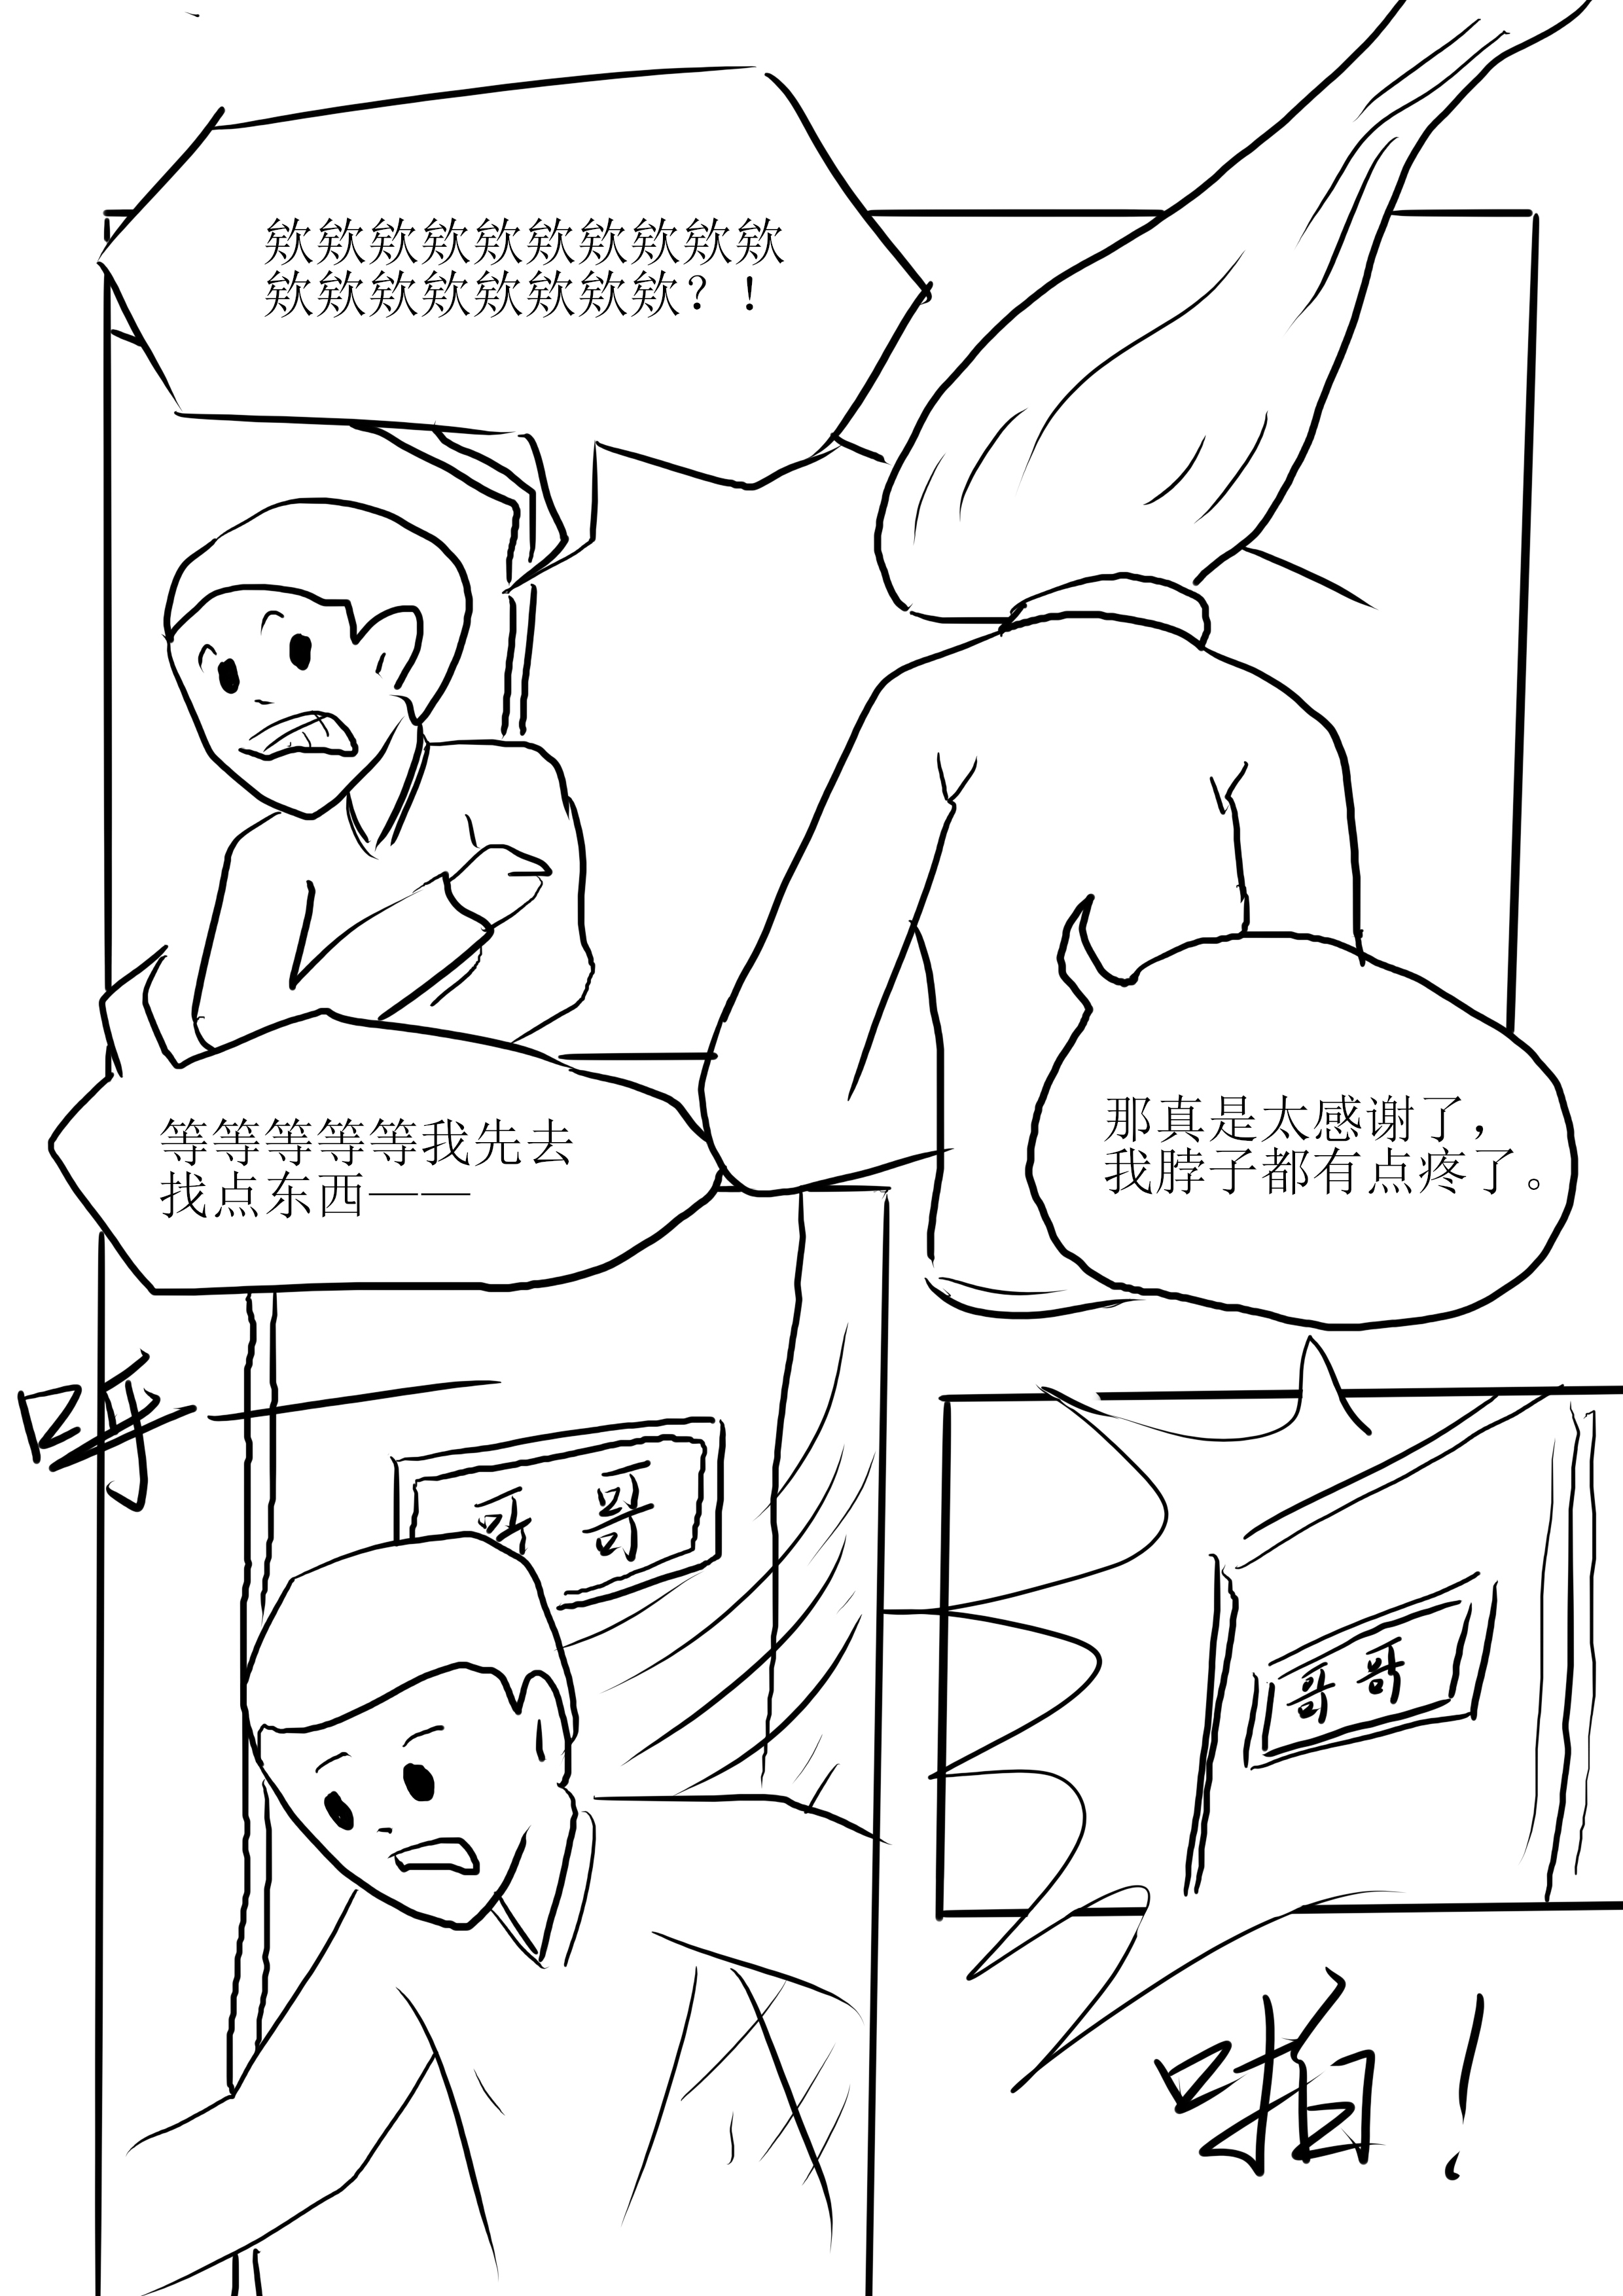 欸欸欸欸欸欸欸欸欸欸
欸欸欸欸欸欸欸欸？！
那真是太感谢了，
我脖子都有点疼了。
等等等等等我先去
找点东西——
呼
哥哥
哥哥
啪！